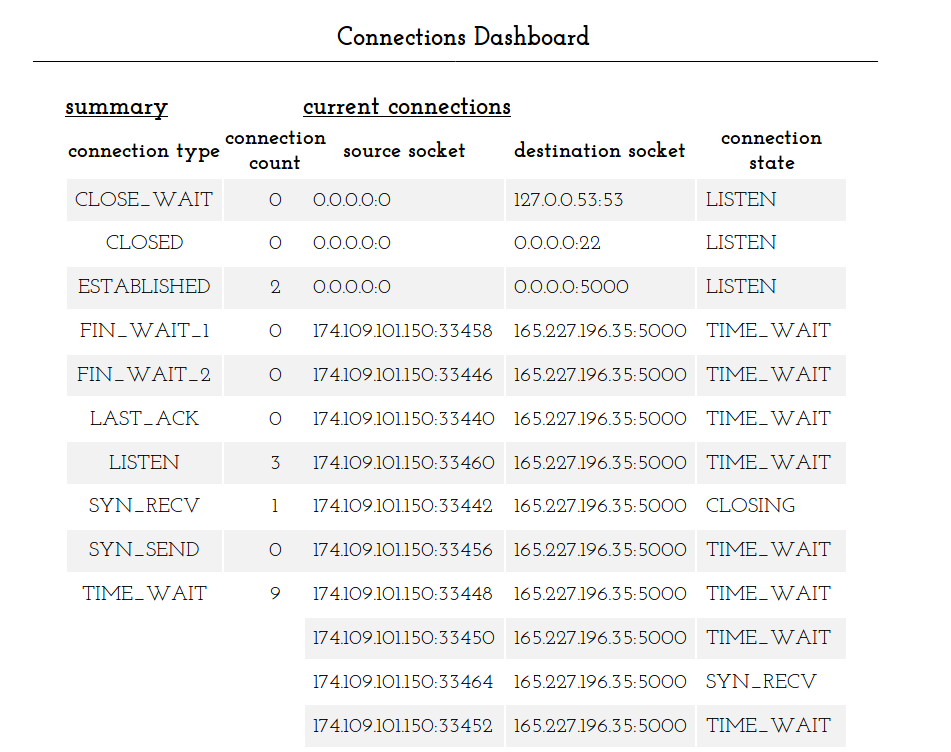 Connections Dashboard
summary
current connections
connection type connection count source socket destination socket connection state
CLOSE_WAIT 0 0.0.0.0:0 127.0.0.53:53 LISTEN
CLOSED 0 0.0.0.0:0 0.0.0.0:22 LISTEN
ESTABLISHED 2 0.0.0.0:0 0.0.0.0:5000 LISTEN
FIN_WAIT_1 0 174.109.101.150:33458 165.227.196.35:5000 TIME_WAIT
FIN_WAIT_2 0 174.109.101.150:33446 165.227.196.35:5000 TIME_WAIT
LAST_ACK 0 174.109.101.150:33440 165.227.196.35:5000 TIME_WAIT
LISTEN 3 174.109.101.150:33460 165.227.196.35:5000 TIME_WAIT
SYN_RECV 1 174.109.101.150:33442 165.227.196.35:5000 CLOSING
SYN_SEND 0 174.109.101.150:33456 165.227.196.35:5000 TIME_WAIT
TIME_WAIT 9 174.109.101.150:33448 165.227.196.35:5000 TIME_WAIT
174.109.101.150:33450 165.227.196.35:5000 TIME_WAIT
174.109.101.150:33464 165.227.196.35:5000 SYN_RECV
174.109.101.150:33452 165.227.196.35:5000 TIME_WAIT